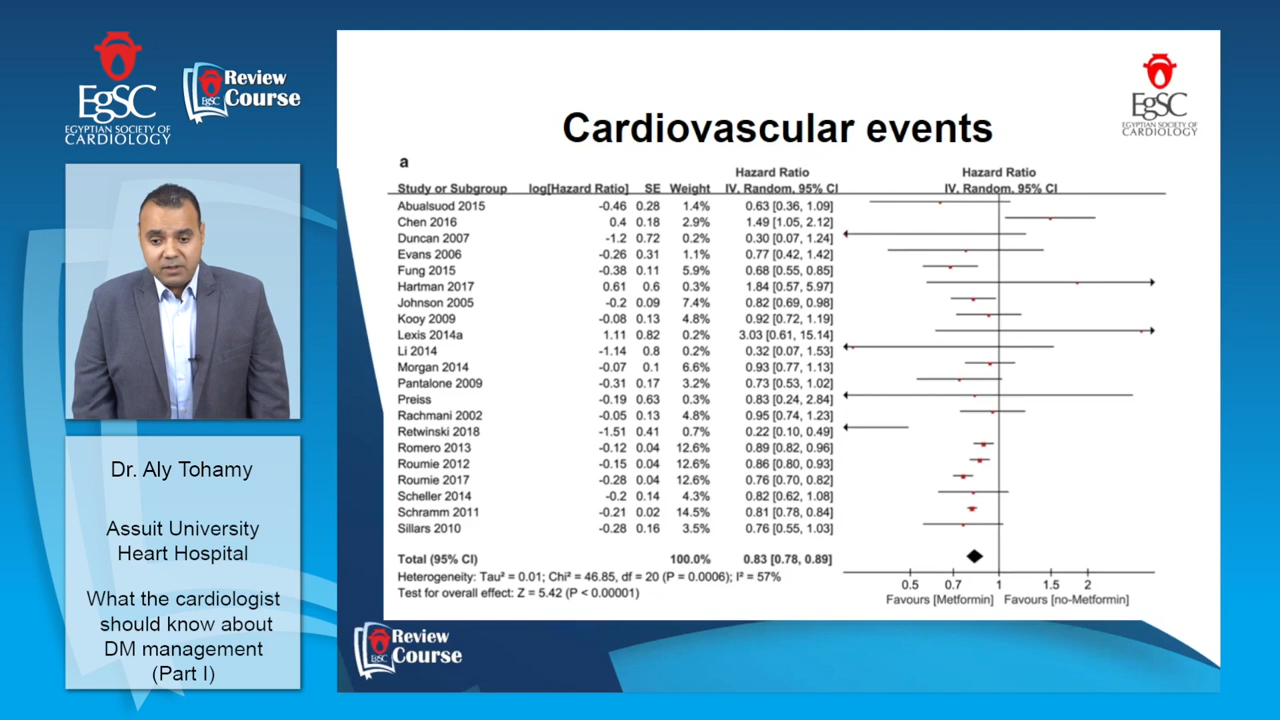 EgSC
EGYPTIAN SOCIETY OF
CARDIOLOGY
EgSC
Review
Course
Dr. Aly Tohamy
Assuit University
Heart Hospital
What the cardiologist
should know about
DM management
(Part I)
EgSC
EGYPTIAN SOCIETY OF
CARDIOLOGY
Cardiovascular events
a
Hazard Ratio Hazard Ratio
Study or Subgroup log[Hazard Ratio] SE Weight IV, Random, 95% CI IV, Random, 95% CI
Abualsuod 2015 -0.46 0.28 1.4% 0.63 [0.36, 1.09]
Chen 2016 0.4 0.18 2.9% 1.49 [1.05, 2.12]
Duncan 2007 -1.2 0.72 0.2% 0.30 [0.07, 1.24]
Evans 2006 -0.26 0.31 1.1% 0.77 [0.42, 1.42]
Fung 2015 -0.38 0.11 5.9% 0.68 [0.55, 0.85]
Hartman 2017 0.61 0.6 0.3% 1.84 [0.57, 5.97]
Johnson 2005 -0.2 0.09 7.4% 0.82 [0.69, 0.98]
Kooy 2009 -0.08 0.13 4.8% 0.92 [0.72, 1.19]
Lexis 2014a 1.11 0.82 0.2% 3.03 [0.61, 15.14]
Li 2014 -1.14 0.8 0.2% 0.32 [0.07, 1.53]
Morgan 2014 -0.07 0.1 6.6% 0.93 [0.77, 1.13]
Pantalone 2009 -0.31 0.17 3.2% 0.73 [0.53, 1.02]
Preiss -0.19 0.63 0.3% 0.83 [0.24, 2.84]
Rachmani 2002 -0.05 0.13 4.8% 0.95 [0.74, 1.23]
Retwinski 2018 -1.51 0.41 0.7% 0.22 [0.10, 0.49]
Romero 2013 -0.12 0.04 12.6% 0.89 [0.82, 0.96]
Roumie 2012 -0.15 0.04 12.6% 0.86 [0.80, 0.93]
Roumie 2017 -0.28 0.04 12.6% 0.76 [0.70, 0.82]
Scheller 2014 -0.2 0.14 4.3% 0.82 [0.62, 1.08]
Schramm 2011 -0.21 0.02 14.5% 0.81 [0.78, 0.84]
Sillars 2010 -0.28 0.16 3.5% 0.76 [0.55, 1.03]
Total (95% CI) 100.0% 0.83 [0.78, 0.89]
Heterogeneity: Tau² = 0.01; Chi² = 46.85, df = 20 (P = 0.0006); I² = 57%
Test for overall effect: Z = 5.42 (P < 0.00001)
0.5 0.7 1 1.5 2
Favours [Metformin] Favours [no-Metformin]
EgSC
Review
Course